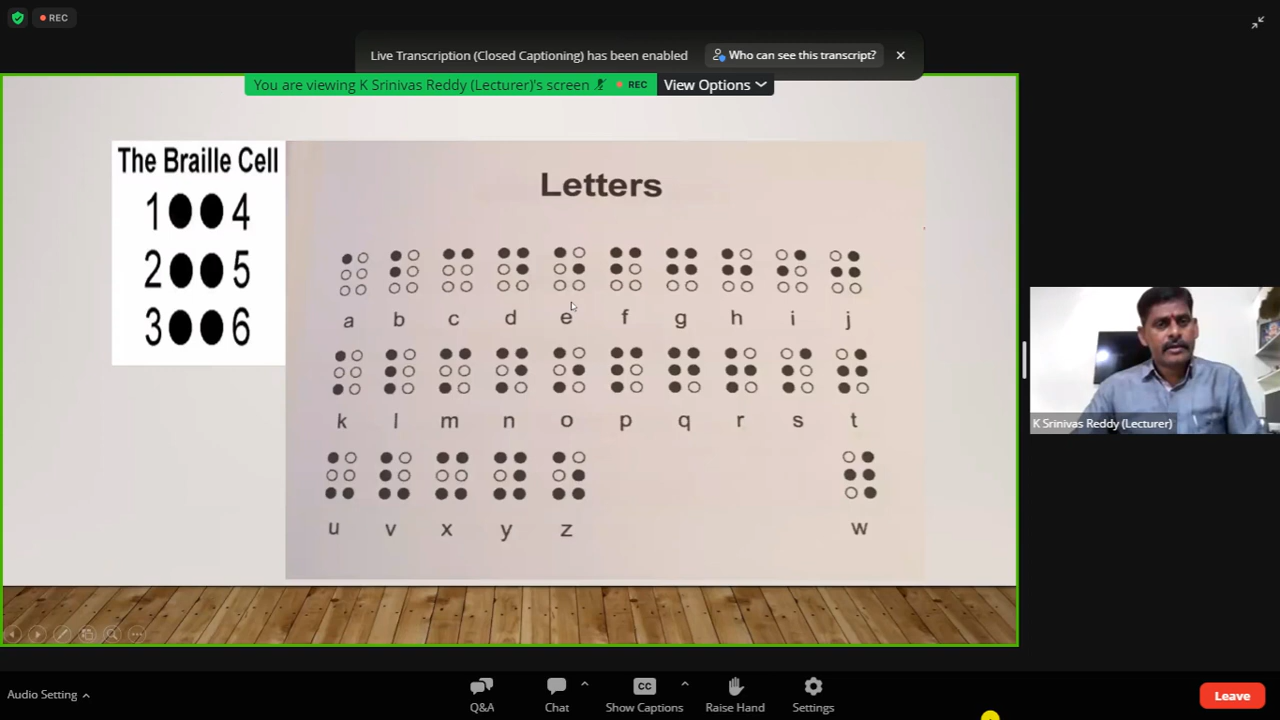 REC
Live Transcription (Closed Captioning) has been enabled
Who can see this transcript?
You are viewing K Srinivas Reddy (Lecturer)'s screen
REC
View Options
The Braille Cell
1 4
2 5
3 6
Letters
a b c d e f g h i j
k l m n o p q r s t
u v x y z w
K Srinivas Reddy (Lecturer)
Audio Setting
Q&A
Chat
CC
Show Captions
Raise Hand
Settings
Leave